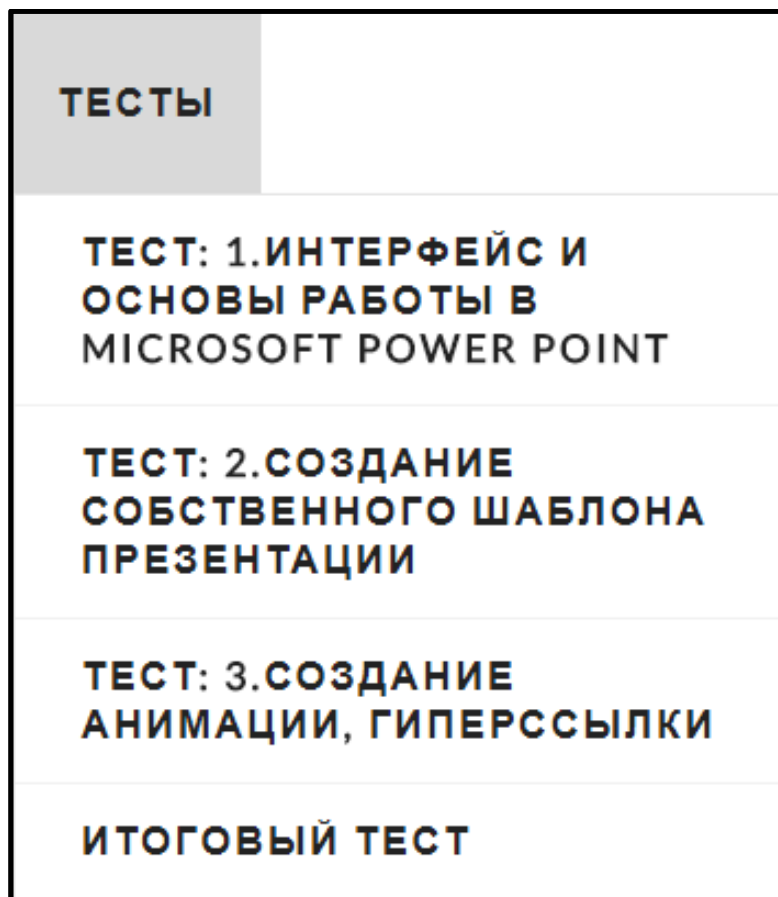 ТЕСТЫ
ТЕСТ: 1.ИНТЕРФЕЙС И
ОСНОВЫ РАБОТЫ В
MICROSOFT POWER POINT
ТЕСТ: 2.СОЗДАНИЕ
СОБСТВЕННОГО ШАБЛОНА
ПРЕЗЕНТАЦИИ
ТЕСТ: 3.СОЗДАНИЕ
АНИМАЦИИ, ГИПЕРССЫЛКИ
ИТОГОВЫЙ ТЕСТ